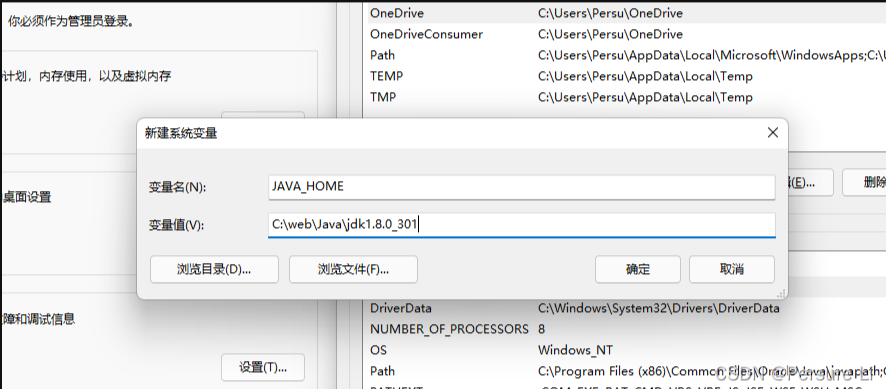 你必须作为管理员登录。
计划，内存使用，以及虚拟内存
桌面设置
障和调试信息
设置(T)...
OneDrive C:\Users\Persu\OneDrive
OneDriveConsumer C:\Users\Persu\OneDrive
Path C:\Users\Persu\AppData\Local\Microsoft\WindowsApps;C:\U
TEMP C:\Users\Persu\AppData\Local\Temp
TMP C:\Users\Persu\AppData\Local\Temp
新建系统变量
变量名(N): JAVA_HOME
变量值(V): C:\web\Java\jdk1.8.0_301
浏览目录(D)... 浏览文件(F)... 确定 取消
(E)... 删除
DriverData C:\Windows\System32\Drivers\DriverData
NUMBER_OF_PROCESSORS 8
OS Windows_NT
Path C:\Program Files (x86)\Common Files\Oracle\Java\javapath;C
CSDN @Persure Li